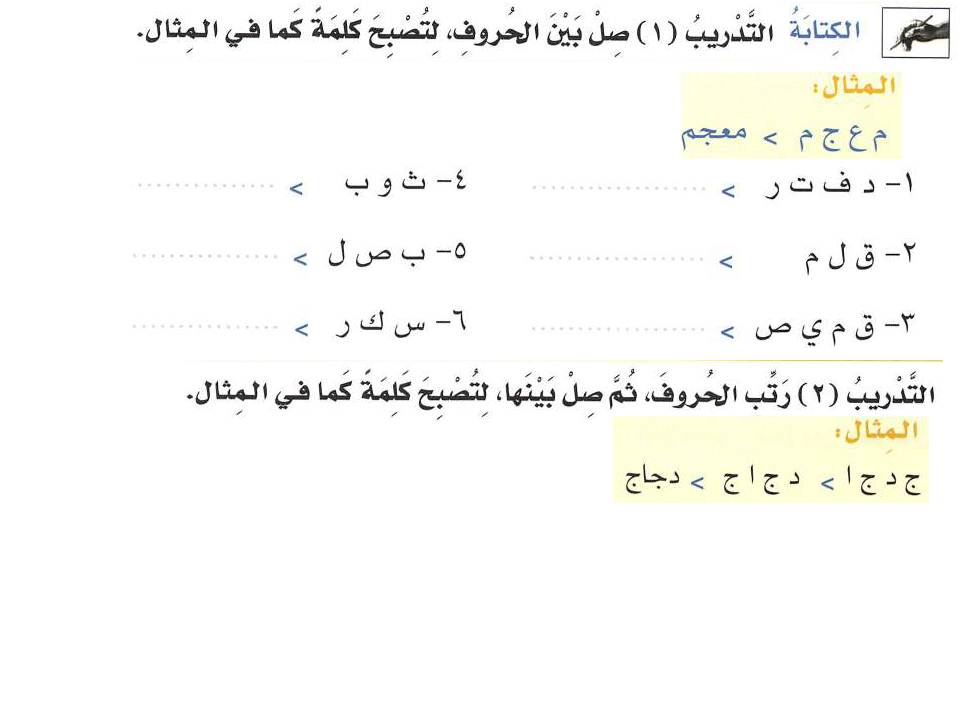 الكِتابَةُ التَّدْريبُ (١) صِلْ بَيْنَ الحُروفِ، لِتُصْبِحَ كَلِمَةً كَما في المِثال.
المِثال:
م ع ج م > معجم
١- د ف ت ر > ....................
٤- ث و ب > ....................
٢- ق ل م > ....................
٥- ب ص ل > ....................
٣- ق م ي ص > ....................
٦- س ك ر > ....................
التَّدْريبُ (٢) رَتِّب الحُروفَ، ثُمَّ صِلْ بَيْنَها، لِتُصْبِحَ كَلِمَةً كَما في المِثال.
المِثال:
ج د ج ا > د ج ا ج > دجاج